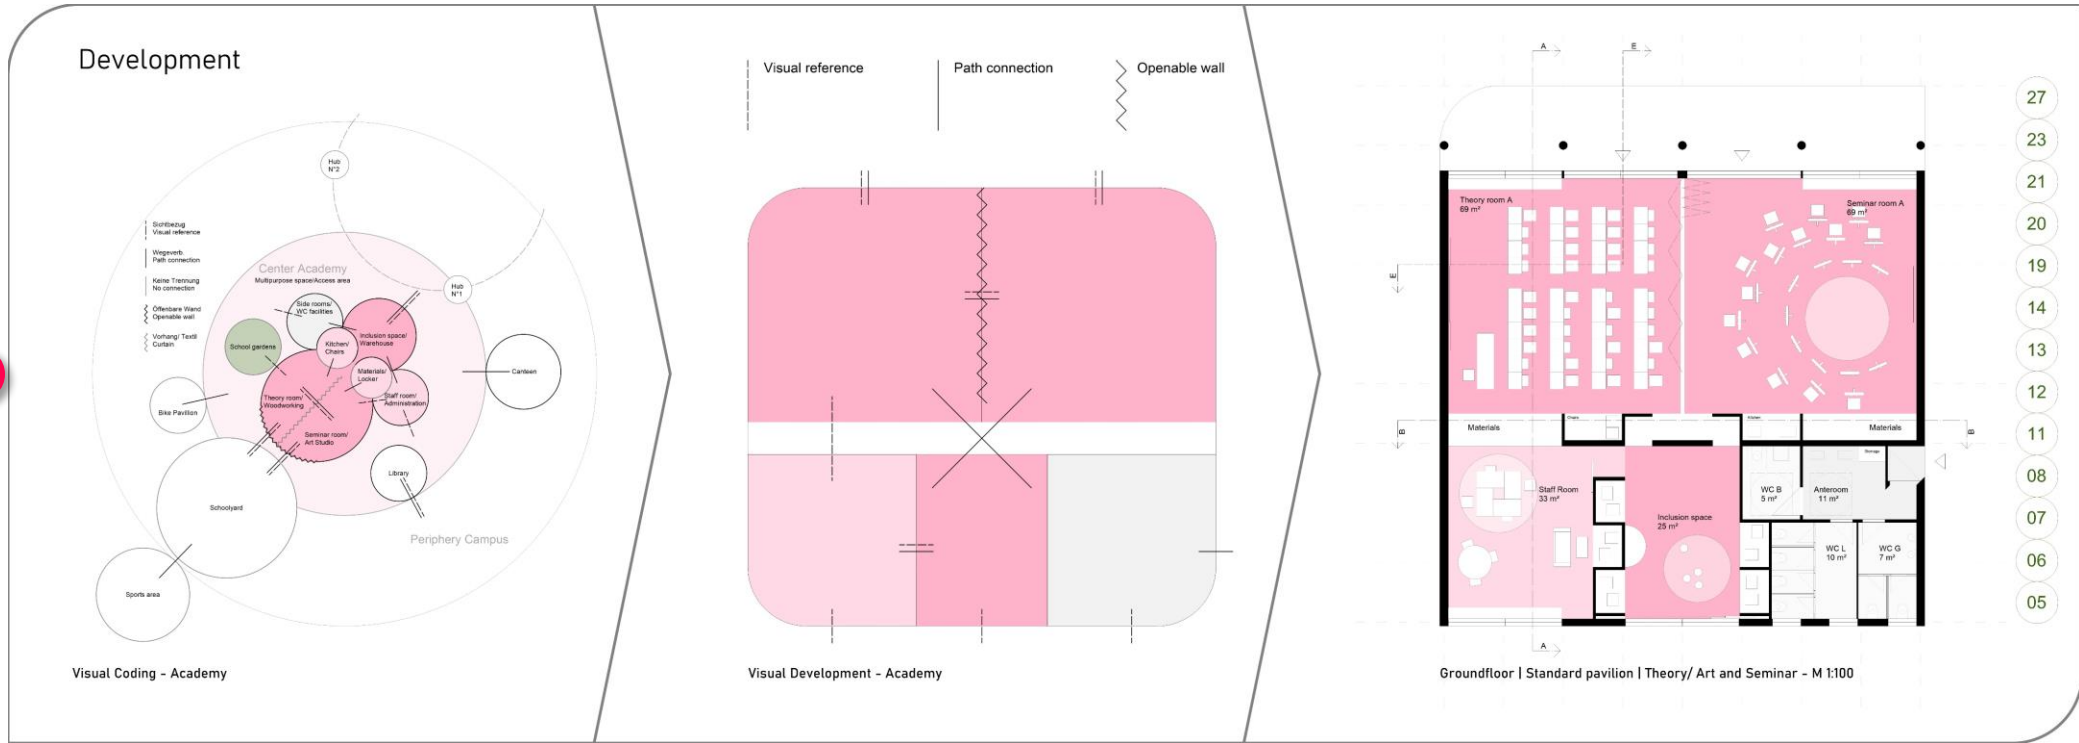 Development
Hub
N°2
Sichtbezug
Visual reference
Wegeverb.
Path connection
Keine Trennung
No connection
Öffenbare Wand
Openable wall
Vorhang/ Textil
Curtain
Center Academy
Multipurpose space/Access area
Hub
N°1
Side rooms/
WC facilities
School gardens
Kitchen/
Chairs
Inclusion space/
Warehouse
Materials/
Locker
Staff room/
Administration
Theory room/
Woodworking
Seminar room/
Art Studio
Canteen
Bike Pavilion
Library
Schoolyard
Periphery Campus
Sports area
Visual Coding - Academy
Visual reference
Path connection
Openable wall
Visual Development - Academy
A
E
Theory room A
69 m²
Seminar room A
69 m²
E
B
Materials
Chairs
Kitchen
Materials
B
Storage
Staff Room
33 m²
Inclusion space
25 m²
WC B
5 m²
Anteroom
11 m²
WC L
10 m²
WC G
7 m²
A
Groundfloor | Standard pavilion | Theory/ Art and Seminar - M 1:100
27
23
21
20
19
14
13
12
11
08
07
06
05